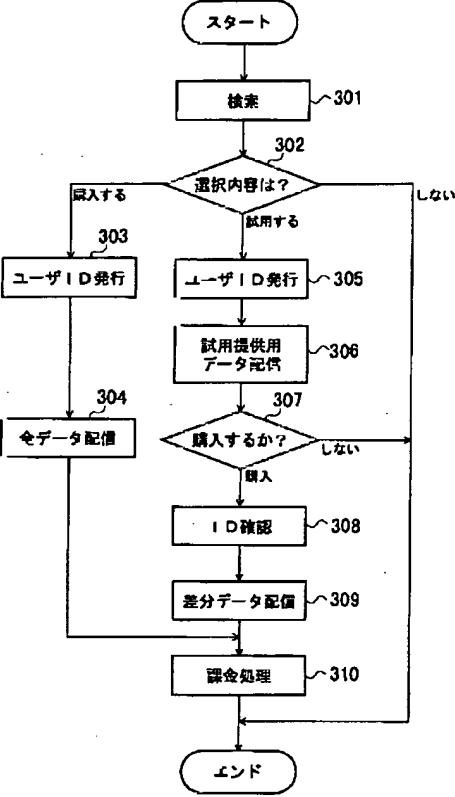 スタート
検索
301
302
選択内容は？
購入する
試用する
しない
303
ユーザID発行
ユーザID発行
305
試用提供用
データ配信
306
304
全データ配信
307
購入するか？
しない
購入
ID確認
308
差分データ配信
309
課金処理
310
エンド